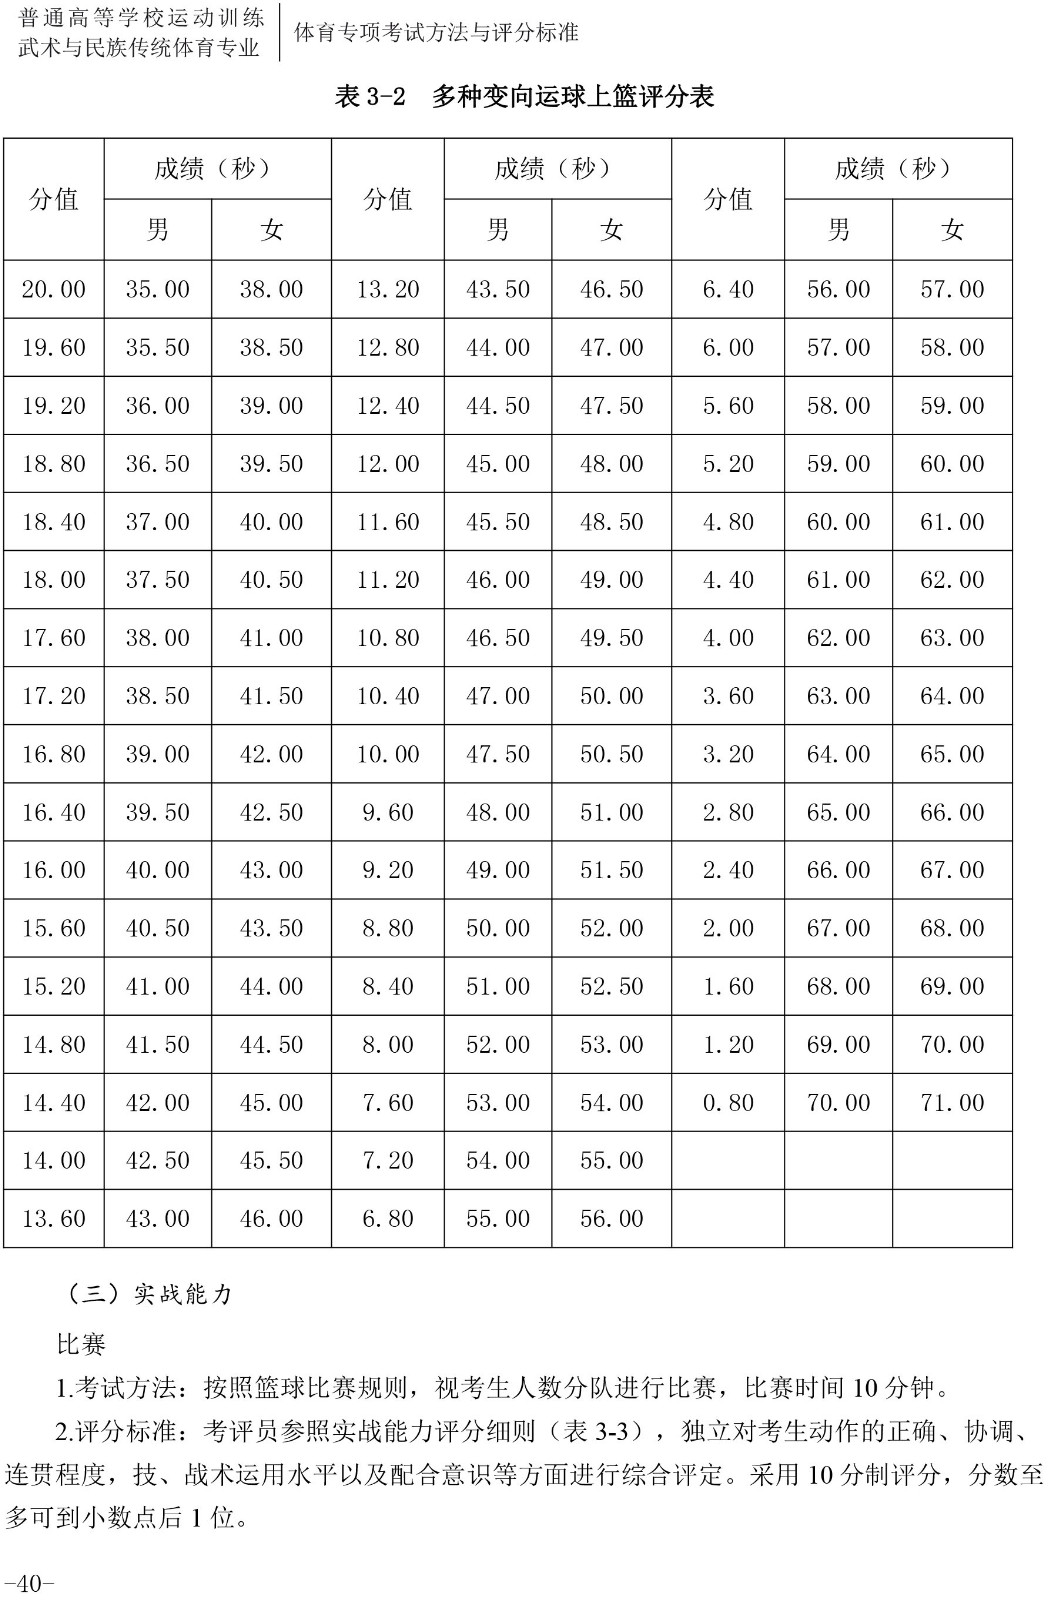 普通高等学校运动训练
武术与民族传统体育专业
体育专项考试方法与评分标准
表 3-2 多种变向运球上篮评分表
分值 成绩（秒） 分值 成绩（秒） 分值 成绩（秒）
男 女 男 女 男 女
20.00 35.00 38.00 13.20 43.50 46.50 6.40 56.00 57.00
19.60 35.50 38.50 12.80 44.00 47.00 6.00 57.00 58.00
19.20 36.00 39.00 12.40 44.50 47.50 5.60 58.00 59.00
18.80 36.50 39.50 12.00 45.00 48.00 5.20 59.00 60.00
18.40 37.00 40.00 11.60 45.50 48.50 4.80 60.00 61.00
18.00 37.50 40.50 11.20 46.00 49.00 4.40 61.00 62.00
17.60 38.00 41.00 10.80 46.50 49.50 4.00 62.00 63.00
17.20 38.50 41.50 10.40 47.00 50.00 3.60 63.00 64.00
16.80 39.00 42.00 10.00 47.50 50.50 3.20 64.00 65.00
16.40 39.50 42.50 9.60 48.00 51.00 2.80 65.00 66.00
16.00 40.00 43.00 9.20 49.00 51.50 2.40 66.00 67.00
15.60 40.50 43.50 8.80 50.00 52.00 2.00 67.00 68.00
15.20 41.00 44.00 8.40 51.00 52.50 1.60 68.00 69.00
14.80 41.50 44.50 8.00 52.00 53.00 1.20 69.00 70.00
14.40 42.00 45.00 7.60 53.00 54.00 0.80 70.00 71.00
14.00 42.50 45.50 7.20 54.00 55.00
13.60 43.00 46.00 6.80 55.00 56.00
（三）实战能力
比赛
1.考试方法：按照篮球比赛规则，视考生人数分队进行比赛，比赛时间 10 分钟。
2.评分标准：考评员参照实战能力评分细则（表 3-3），独立对考生动作的正确、协调、
连贯程度，技、战术运用水平以及配合意识等方面进行综合评定。采用 10 分制评分，分数至
多可到小数点后 1 位。
-40-